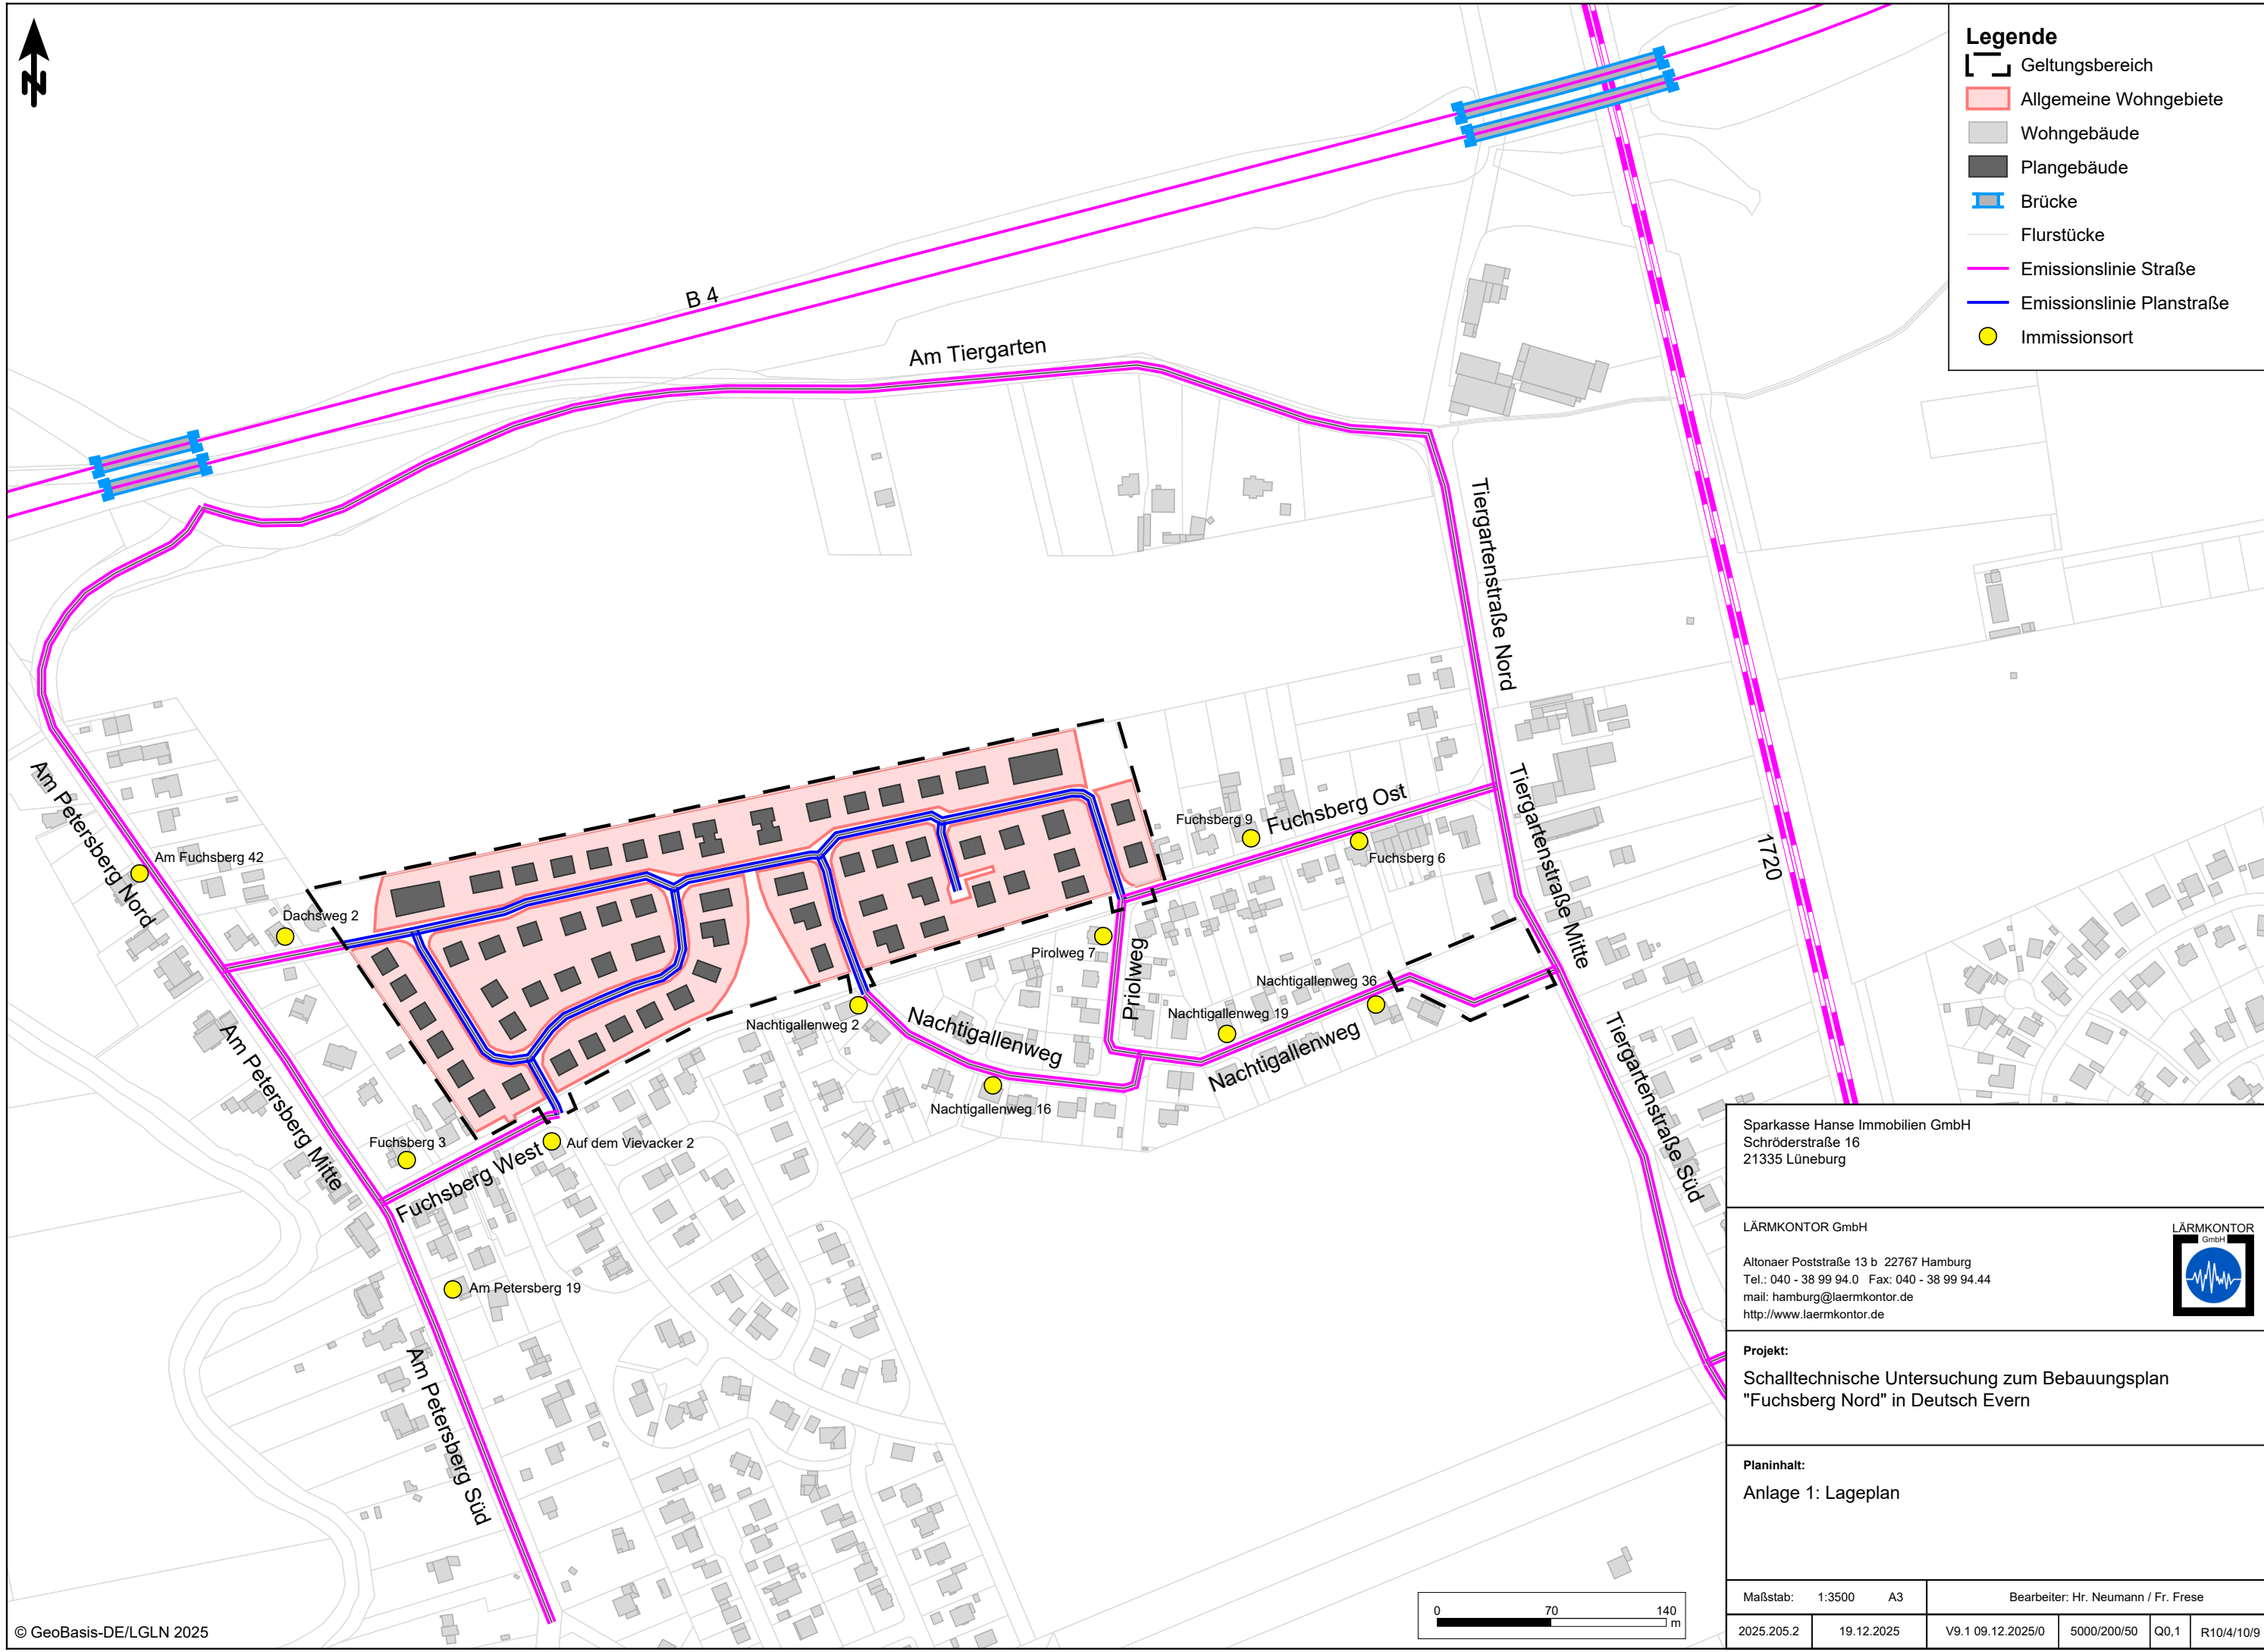 N
Legende
Geltungsbereich
Allgemeine Wohngebiete
Wohngebäude
Plangebäude
Brücke
Flurstücke
Emissionslinie Straße
Emissionslinie Planstraße
Immissionsort
B 4
Am Tiergarten
Tiergartenstraße Nord
Am Petersberg Nord
Am Fuchsberg 42
Dachsweg 2
Fuchsberg 9
Fuchsberg Ost
Fuchsberg 6
Tiergartenstraße Mitte
1720
Pirolweg 7
Priolweg
Nachtigallenweg 36
Nachtigallenweg 19
Nachtigallenweg 2
Nachtigallenweg
Nachtigallenweg
Nachtigallenweg 16
Am Petersberg Mitte
Tiergartenstraße Süd
Fuchsberg 3
Auf dem Vievacker 2
Fuchsberg West
Am Petersberg 19
Am Petersberg Süd
Sparkasse Hanse Immobilien GmbH
Schröderstraße 16
21335 Lüneburg
LÄRMKONTOR GmbH
Altonaer Poststraße 13 b 22767 Hamburg
Tel.: 040 - 38 99 94.0 Fax: 040 - 38 99 94.44
mail: hamburg@laermkontor.de
http://www.laermkontor.de
LÄRMKONTOR
GmbH
Projekt:
Schalltechnische Untersuchung zum Bebauungsplan
"Fuchsberg Nord" in Deutsch Evern
Planinhalt:
Anlage 1: Lageplan
Maßstab: 1:3500 A3
Bearbeiter: Hr. Neumann / Fr. Frese
2025.205.2 19.12.2025 V9.1 09.12.2025/0 5000/200/50 Q0,1 R10/4/10/9
0 70 140
m
© GeoBasis-DE/LGLN 2025